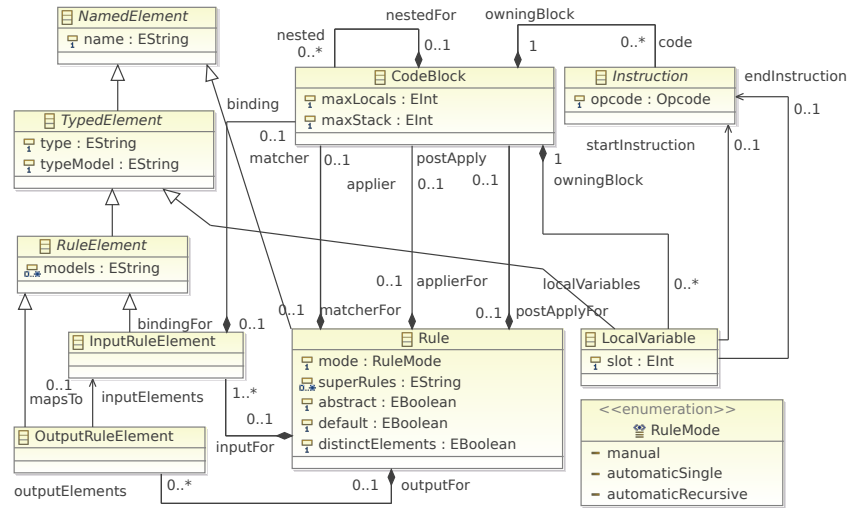 NamedElement
name : EString
nestedFor
nested
0..*
0..1
owningBlock
1
0..*
code
CodeBlock
maxLocals : EInt
maxStack : EInt
Instruction
opcode : Opcode
endInstruction
0..1
TypedElement
type : EString
typeModel : EString
binding
0..1
matcher
0..1
applier
postApply
0..1
0..1
1
owningBlock
startInstruction
0..1
RuleElement
0..*
models : EString
0..1
applierFor
localVariables
0..*
bindingFor
0..1
0..1
matcherFor
0..1
postApplyFor
InputRuleElement
Rule
mode : RuleMode
0..*
superRules : EString
abstract : EBoolean
default : EBoolean
distinctElements : EBoolean
LocalVariable
slot : EInt
0..1
mapsTo
inputElements
1..*
0..1
inputFor
OutputRuleElement
<<enumeration>>
RuleMode
manual
automaticSingle
automaticRecursive
outputElements
0..*
0..1
outputFor